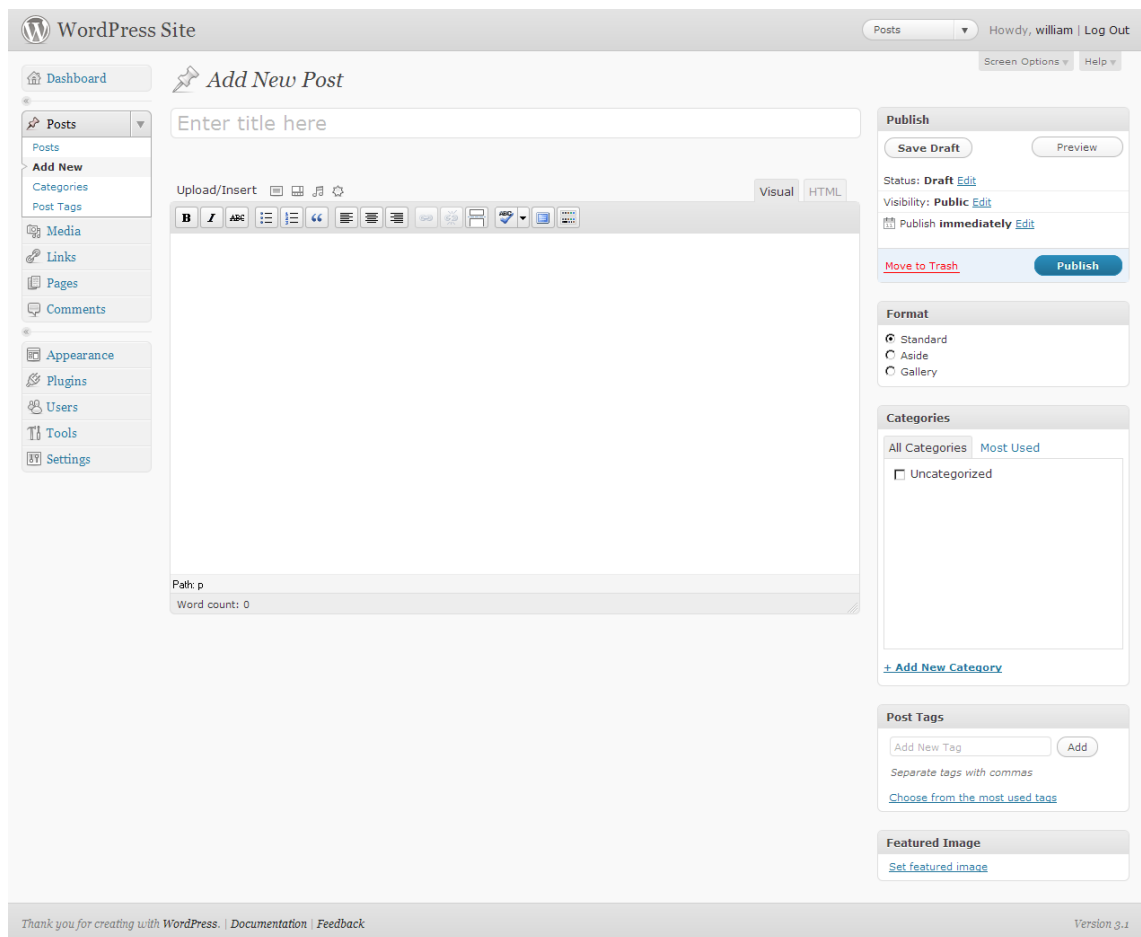 WordPress Site
Posts
Howdy, william | Log Out
Screen Options
Help
Dashboard
Posts
Posts
Add New
Categories
Post Tags
Media
Links
Pages
Comments
Appearance
Plugins
Users
Tools
Settings
Add New Post
Enter title here
Upload/Insert
Visual
HTML
B I ABC
ABC
Path: p
Word count: 0
Publish
Save Draft
Preview
Status: Draft Edit
Visibility: Public Edit
Publish immediately Edit
Move to Trash
Publish
Format
Standard
Aside
Gallery
Categories
All Categories
Most Used
Uncategorized
+ Add New Category
Post Tags
Add New Tag
Add
Separate tags with commas
Choose from the most used tags
Featured Image
Set featured image
Thank you for creating with WordPress. | Documentation | Feedback
Version 3.1